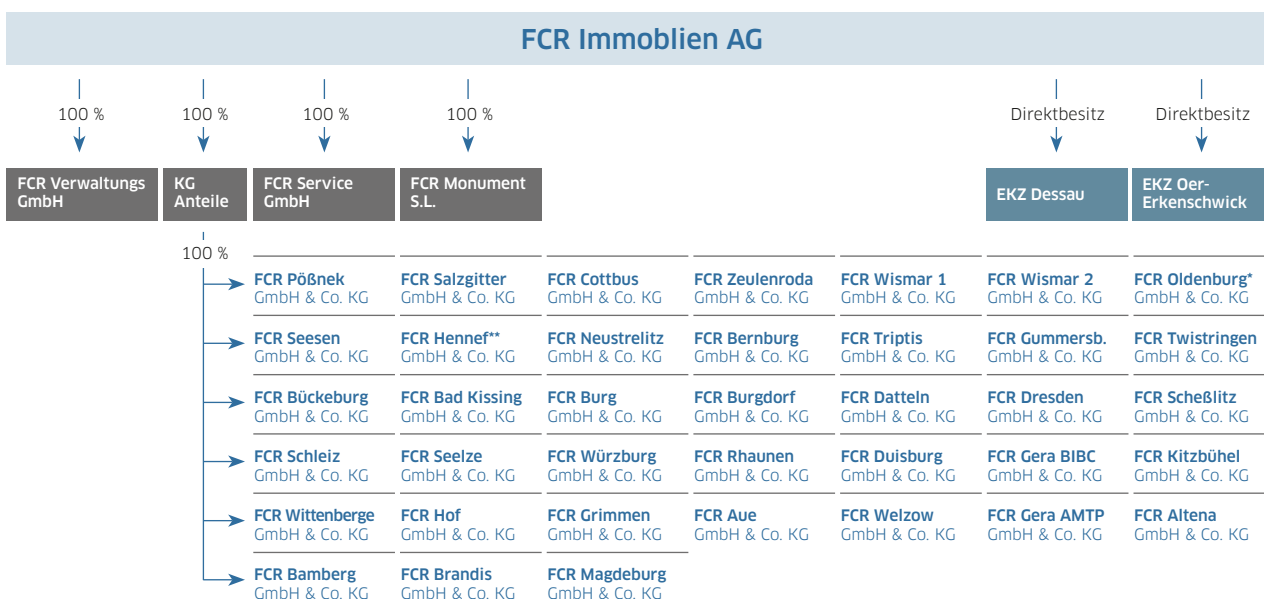 FCR Immoblien AG
100 %
100 %
100 %
100 %
Direktbesitz
Direktbesitz
FCR Verwaltungs
GmbH
KG
Anteile
FCR Service
GmbH
FCR Monument
S.L.
EKZ Dessau
EKZ Oer-
Erkenschwick
100 %
FCR Pößnek
GmbH & Co. KG
FCR Salzgitter
GmbH & Co. KG
FCR Cottbus
GmbH & Co. KG
FCR Zeulenroda
GmbH & Co. KG
FCR Wismar 1
GmbH & Co. KG
FCR Wismar 2
GmbH & Co. KG
FCR Oldenburg*
GmbH & Co. KG
FCR Seesen
GmbH & Co. KG
FCR Hennef**
GmbH & Co. KG
FCR Neustrelitz
GmbH & Co. KG
FCR Bernburg
GmbH & Co. KG
FCR Triptis
GmbH & Co. KG
FCR Gummersb.
GmbH & Co. KG
FCR Twistringen
GmbH & Co. KG
FCR Bückeburg
GmbH & Co. KG
FCR Bad Kissing
GmbH & Co. KG
FCR Burg
GmbH & Co. KG
FCR Burgdorf
GmbH & Co. KG
FCR Datteln
GmbH & Co. KG
FCR Dresden
GmbH & Co. KG
FCR Scheßlitz
GmbH & Co. KG
FCR Schleiz
GmbH & Co. KG
FCR Seelze
GmbH & Co. KG
FCR Würzburg
GmbH & Co. KG
FCR Rhaunen
GmbH & Co. KG
FCR Duisburg
GmbH & Co. KG
FCR Gera BIBC
GmbH & Co. KG
FCR Kitzbühel
GmbH & Co. KG
FCR Wittenberge
GmbH & Co. KG
FCR Hof
GmbH & Co. KG
FCR Grimmen
GmbH & Co. KG
FCR Aue
GmbH & Co. KG
FCR Welzow
GmbH & Co. KG
FCR Gera AMTP
GmbH & Co. KG
FCR Altena
GmbH & Co. KG
FCR Bamberg
GmbH & Co. KG
FCR Brandis
GmbH & Co. KG
FCR Magdeburg
GmbH & Co. KG